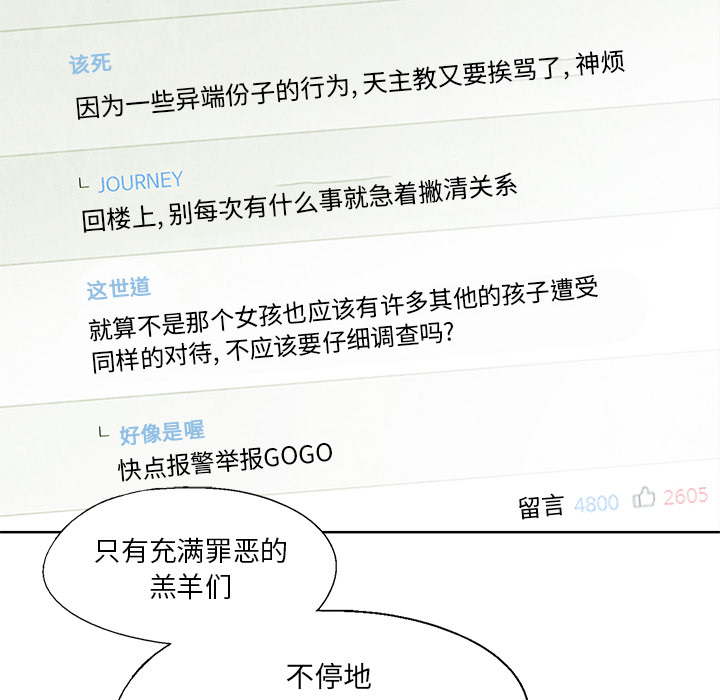 该死
因为一些异端份子的行为, 天主教又要挨骂了, 神烦
└ JOURNEY
回楼上, 别每次有什么事就急着撇清关系
这世道
就算不是那个女孩也应该有许多其他的孩子遭受
同样的对待, 不应该要仔细调查吗?
└ 好像是喔
快点报警举报GOGO
留言 4800 2605
只有充满罪恶的
羔羊们
不停地